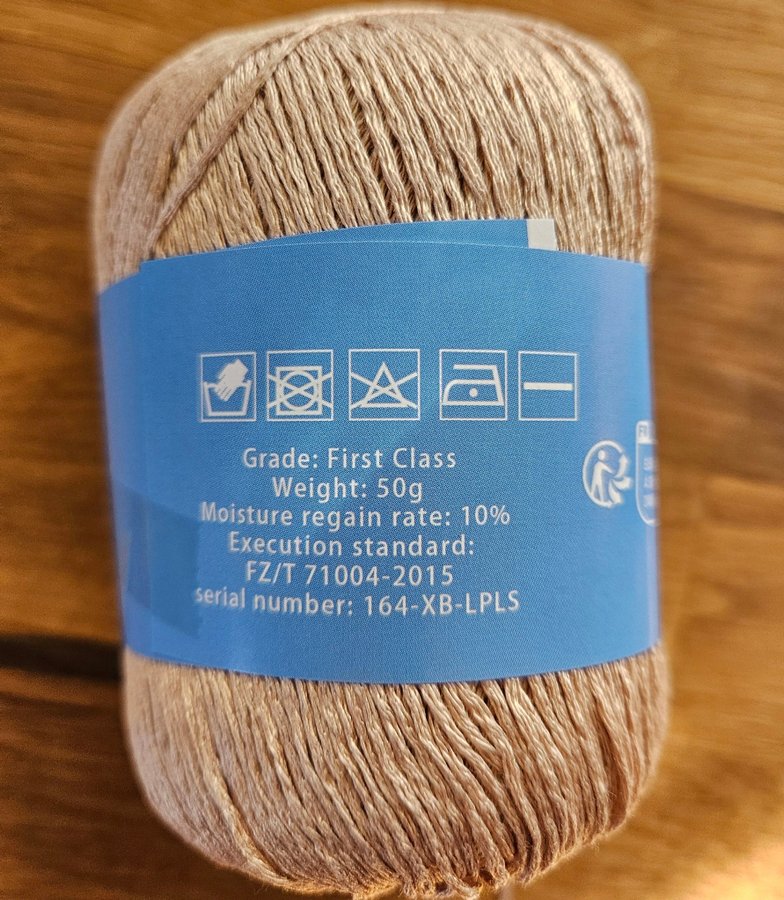 Grade: First Class
Weight: 50g
Moisture regain rate: 10%
Execution standard:
FZ/T 71004-2015
serial number: 164-XB-LPLS